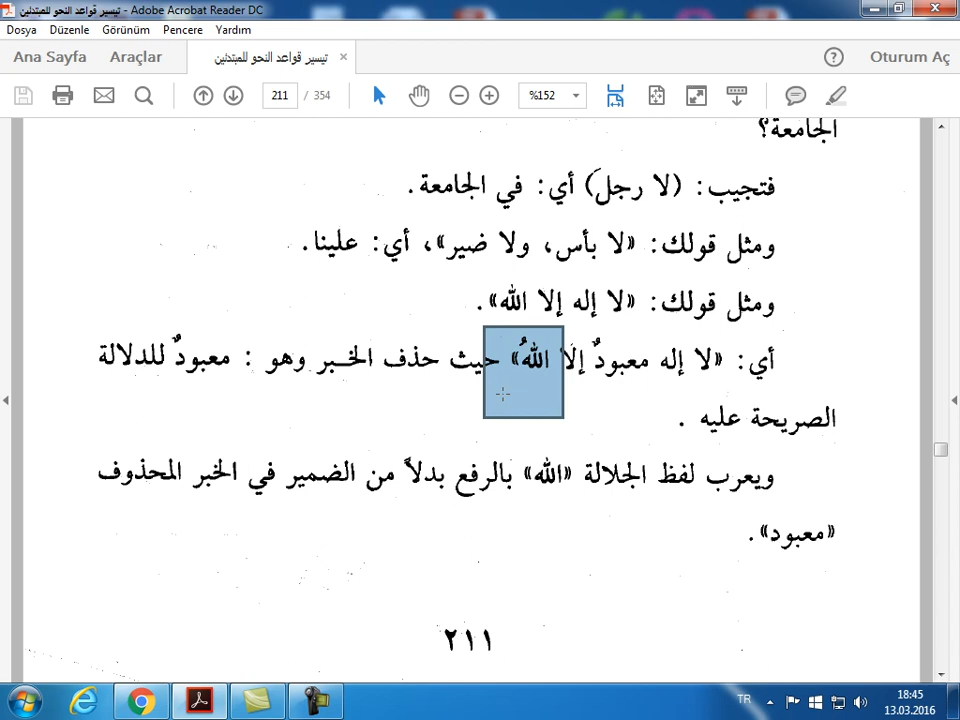 تيسير قواعد النحو للمبتدئين - Adobe Acrobat Reader DC
Dosya Düzenle Görünüm Pencere Yardım
Ana Sayfa Araçlar تيسير قواعد النحو للمبتدئين × ? Oturum Aç
211 / 354 %152
الجامعة؟
فتجيب: (لا رجلَ) أي: في الجامعة.
ومثل قولك: «لا بأس، ولا ضير»، أي: علينا.
ومثل قولك: «لا إله إلا الله».
أي: «لا إله معبودٌ إلا اللهُ» حيث حذف الخبر وهو : معبودٌ للدلالة
الصريحة عليه .
ويعرب لفظ الجلالة «الله» بالرفع بدلاً من الضمير في الخبر المحذوف
«معبود».
٢١١
TR 18:45
13.03.2016